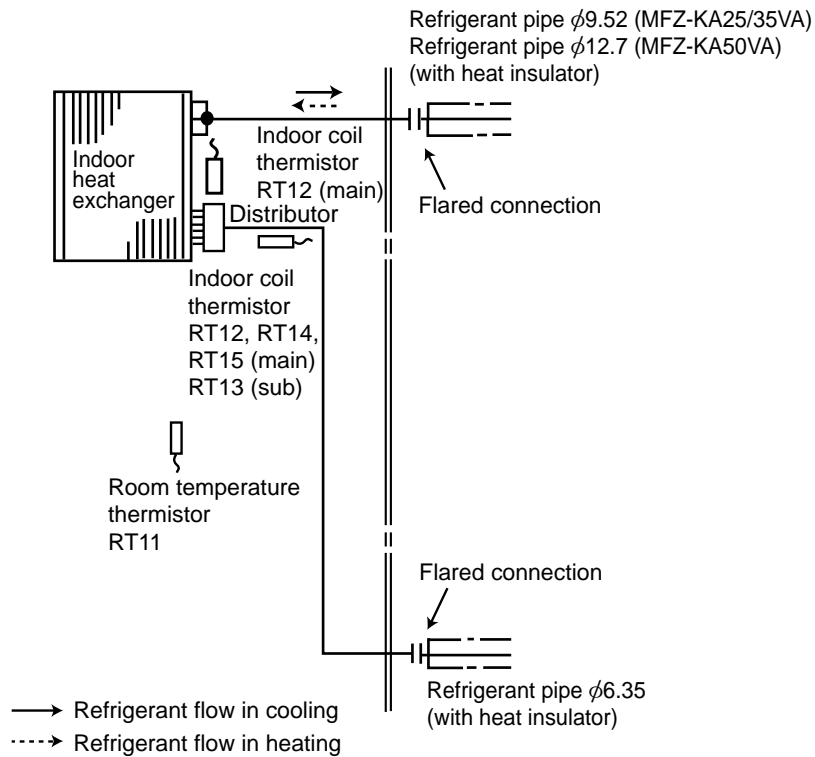 Refrigerant pipe ϕ9.52 (MFZ-KA25/35VA)
Refrigerant pipe ϕ12.7 (MFZ-KA50VA)
(with heat insulator)
Indoor
heat
exchanger
Indoor coil
thermistor
RT12 (main)
Flared connection
Distributor
Indoor coil
thermistor
RT12, RT14,
RT15 (main)
RT13 (sub)
Room temperature
thermistor
RT11
Flared connection
Refrigerant pipe ϕ6.35
(with heat insulator)
Refrigerant flow in cooling
Refrigerant flow in heating